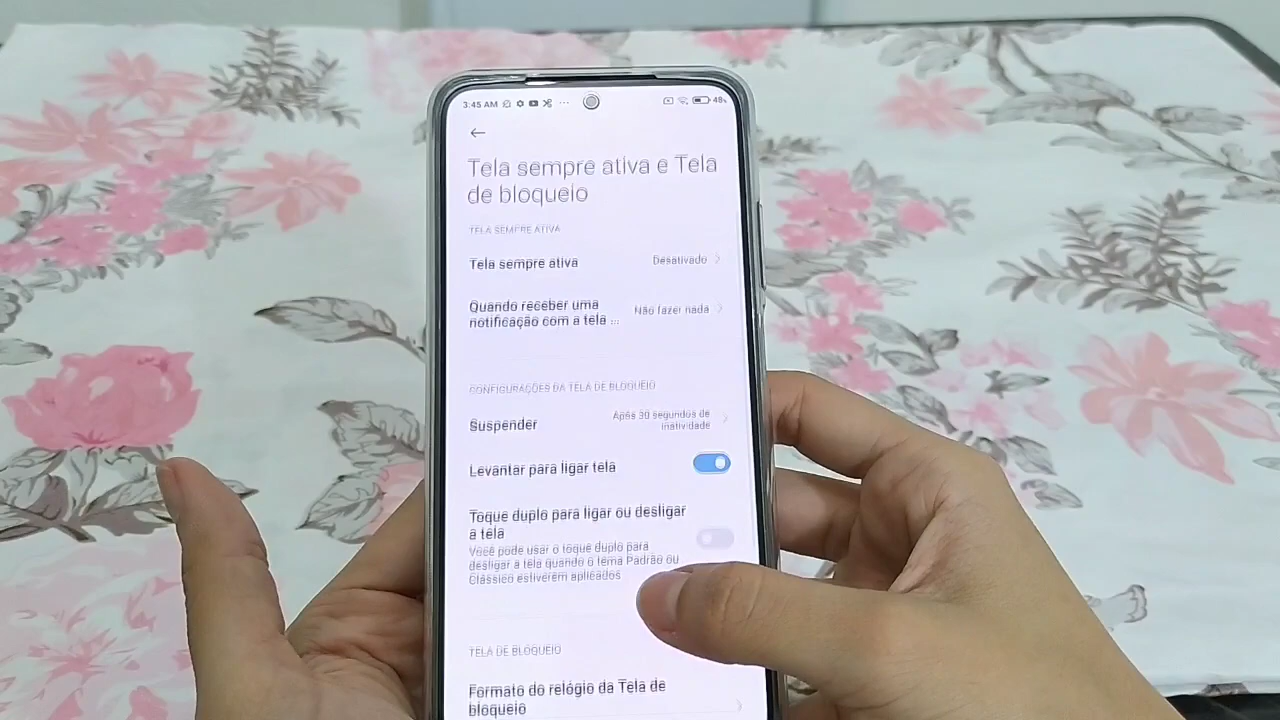 3:45 AM
48%
Tela sempre ativa e Tela
de bloqueio
TELA SEMPRE ATIVA
Tela sempre ativa
Desativado
Quando receber uma
notificação com a tela ...
Não fazer nada
CONFIGURAÇÕES DA TELA DE BLOQUEIO
Suspender
Após 30 segundos de
inatividade
Levantar para ligar tela
Toque duplo para ligar ou desligar
a tela
Você pode usar o toque duplo para
desligar a tela quando o tema Padrão ou
Clássico estiverem aplicados
TELA DE BLOQUEIO
Formato do relógio da Tela de
bloqueio